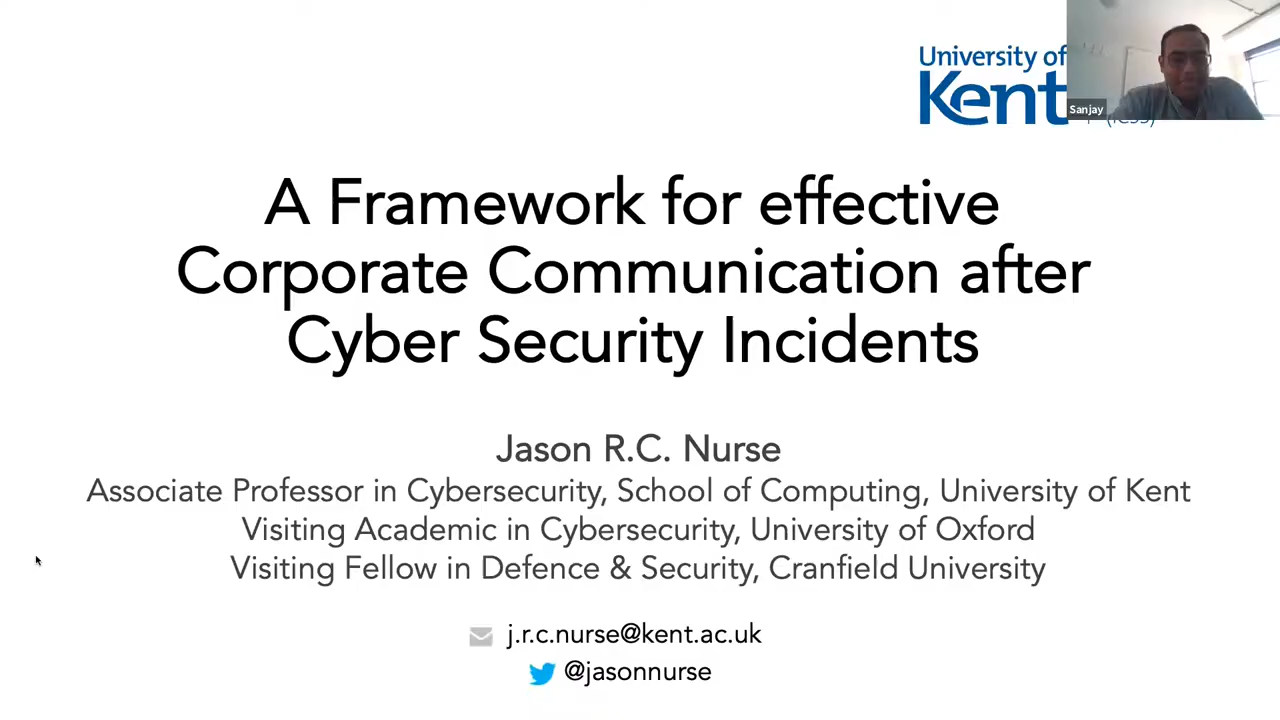 University of
Kent
Sanjay
A Framework for effective
Corporate Communication after
Cyber Security Incidents
Jason R.C. Nurse
Associate Professor in Cybersecurity, School of Computing, University of Kent
Visiting Academic in Cybersecurity, University of Oxford
Visiting Fellow in Defence & Security, Cranfield University
j.r.c.nurse@kent.ac.uk
@jasonnurse